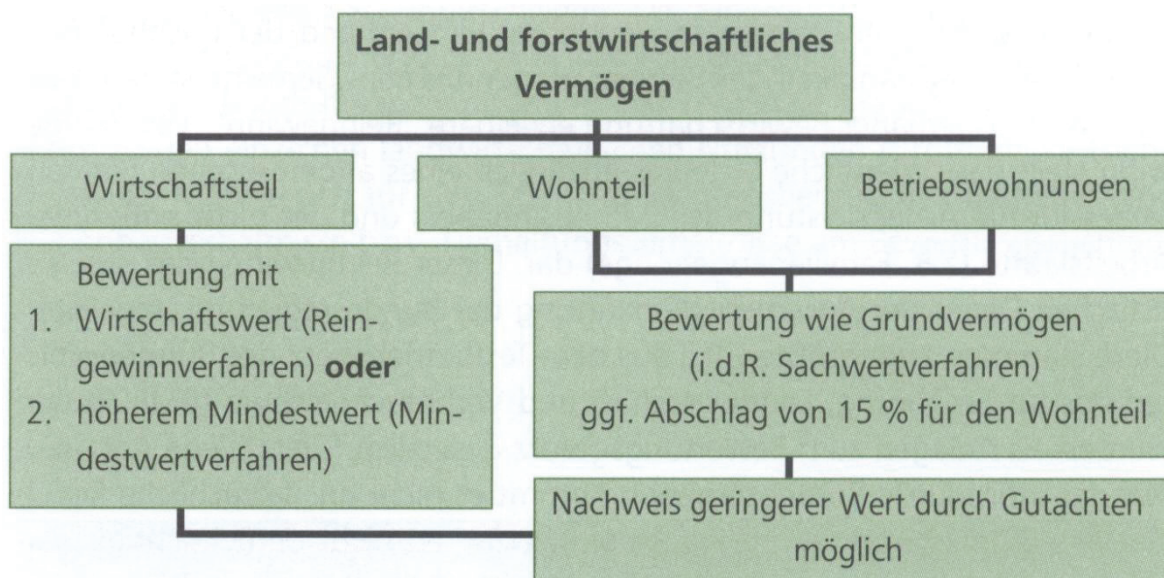 Land- und forstwirtschaftliches
Vermögen
Wirtschaftsteil
Wohnteil
Betriebswohnungen
Bewertung mit
1. Wirtschaftswert (Rein-
gewinnverfahren) oder
2. höherem Mindestwert (Min-
destwertverfahren)
Bewertung wie Grundvermögen
(i.d.R. Sachwertverfahren)
ggf. Abschlag von 15 % für den Wohnteil
Nachweis geringerer Wert durch Gutachten
möglich